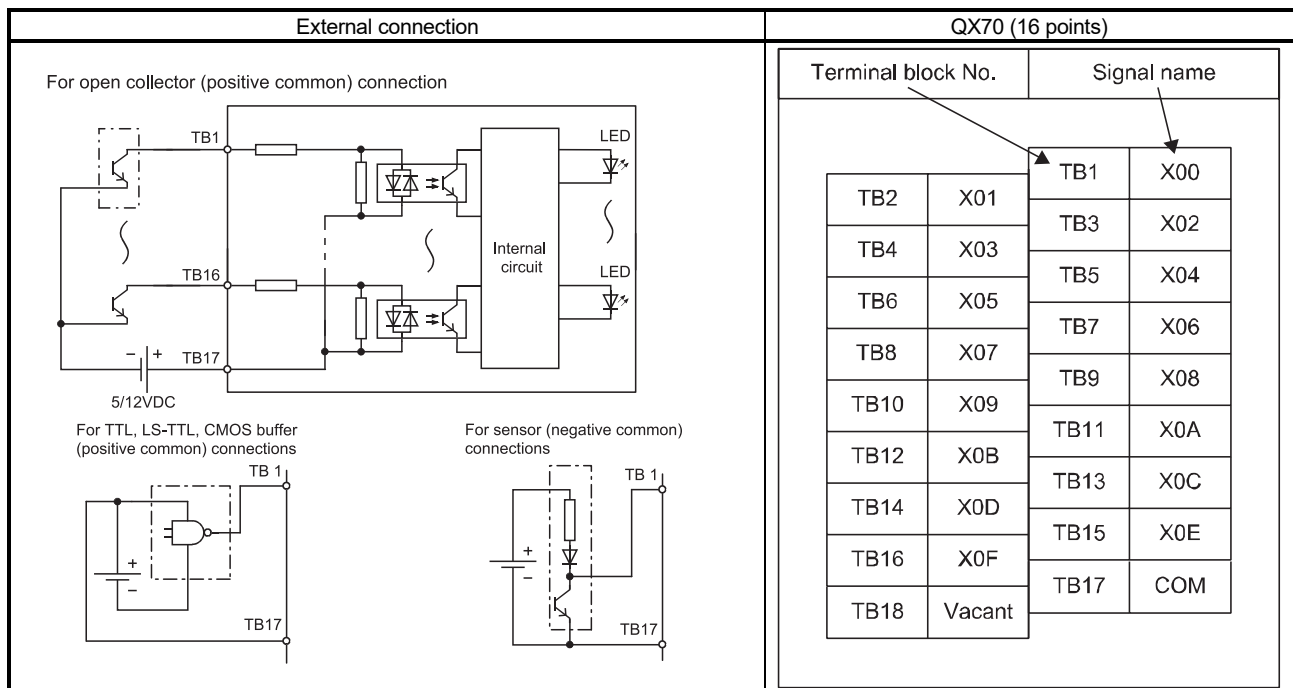 External connection
QX70 (16 points)
For open collector (positive common) connection
TB1
LED
Internal
circuit
TB16
LED
TB17
− +
5/12VDC
For TTL, LS-TTL, CMOS buffer
(positive common) connections
TB 1
+
−
TB17
For sensor (negative common)
connections
TB 1
+
−
TB17
Terminal block No. Signal name
TB1 X00
TB2 X01
TB3 X02
TB4 X03
TB5 X04
TB6 X05
TB7 X06
TB8 X07
TB9 X08
TB10 X09
TB11 X0A
TB12 X0B
TB13 X0C
TB14 X0D
TB15 X0E
TB16 X0F
TB17 COM
TB18 Vacant